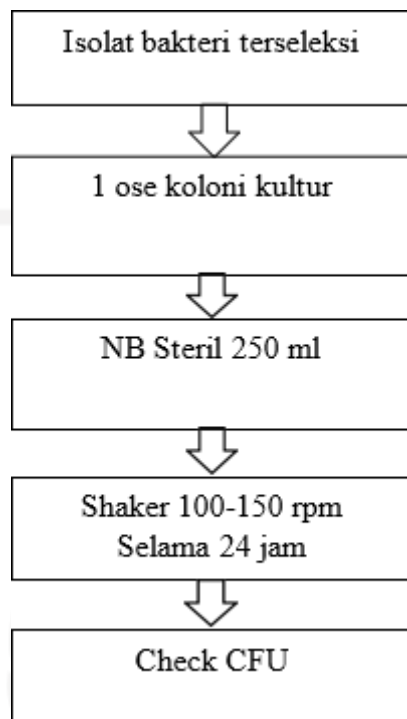 Isolat bakteri terseleksi
1 ose koloni kultur
NB Steril 250 ml
Shaker 100-150 rpm
Selama 24 jam
Check CFU